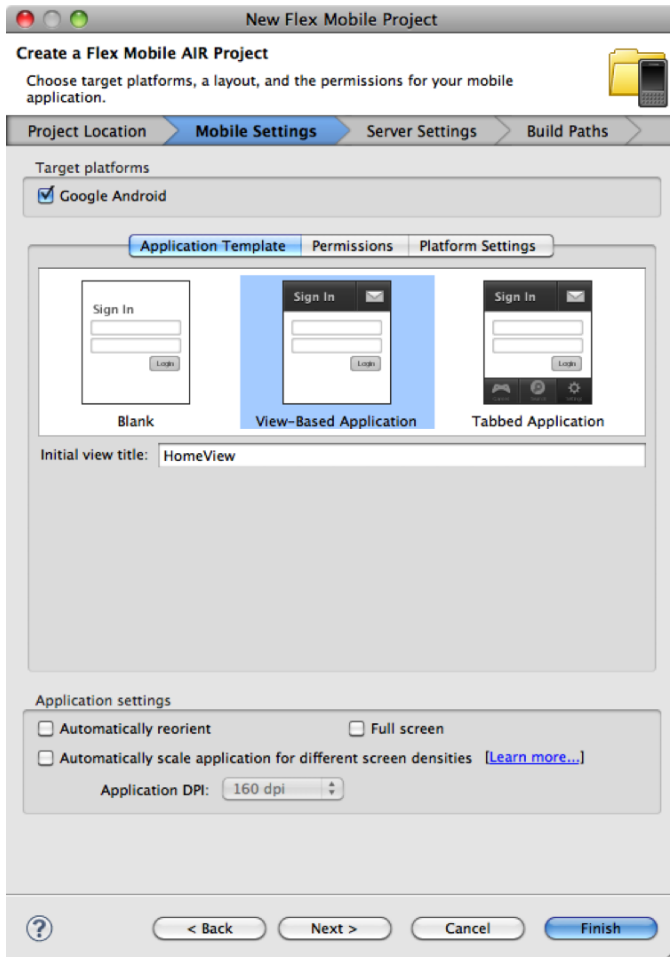 New Flex Mobile Project
Create a Flex Mobile AIR Project
Choose target platforms, a layout, and the permissions for your mobile
application.
Project Location
Mobile Settings
Server Settings
Build Paths
Target platforms
Google Android
Application Template
Permissions
Platform Settings
Sign In
Login
Blank
Sign In
Login
View-Based Application
Sign In
Login
Tabbed Application
Initial view title:
HomeView
Application settings
Automatically reorient
Full screen
Automatically scale application for different screen densities
[Learn more...]
Application DPI:
160 dpi
?
< Back
Next >
Cancel
Finish